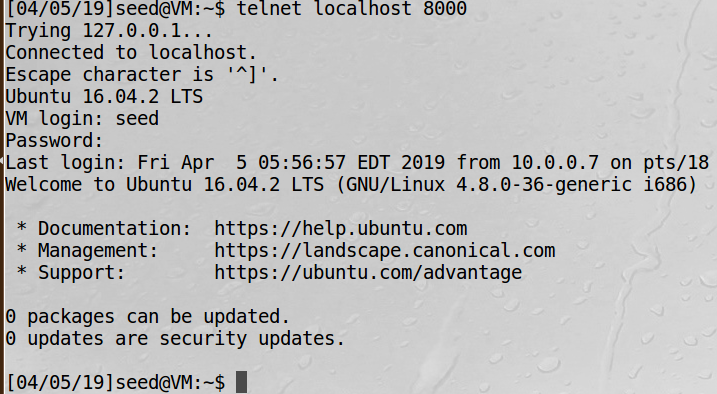 [04/05/19]seed@VM:~$ telnet localhost 8000
Trying 127.0.0.1...
Connected to localhost.
Escape character is '^]'.
Ubuntu 16.04.2 LTS
VM login: seed
Password:
Last login: Fri Apr  5 05:56:57 EDT 2019 from 10.0.0.7 on pts/18
Welcome to Ubuntu 16.04.2 LTS (GNU/Linux 4.8.0-36-generic i686)
 * Documentation:  https://help.ubuntu.com
 * Management:     https://landscape.canonical.com
 * Support:        https://ubuntu.com/advantage
0 packages can be updated.
0 updates are security updates.
[04/05/19]seed@VM:~$